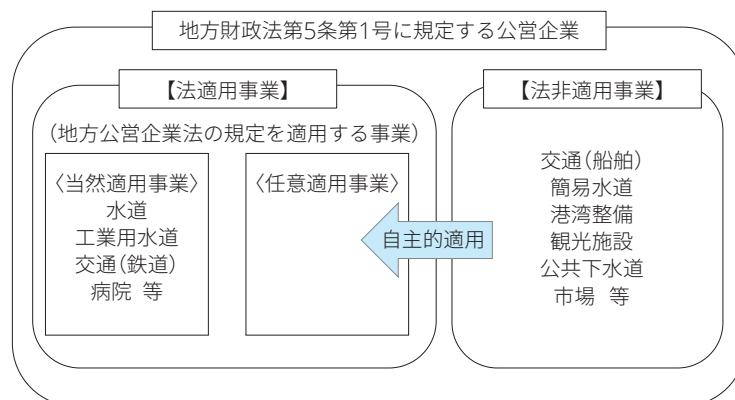 地方財政法第5条第1号に規定する公営企業
【法適用事業】
(地方公営企業法の規定を適用する事業)
〈当然適用事業〉
水道
工業用水道
交通(鉄道)
病院 等
〈任意適用事業〉
自主的適用
【法非適用事業】
交通(船舶)
簡易水道
港湾整備
観光施設
公共下水道
市場 等